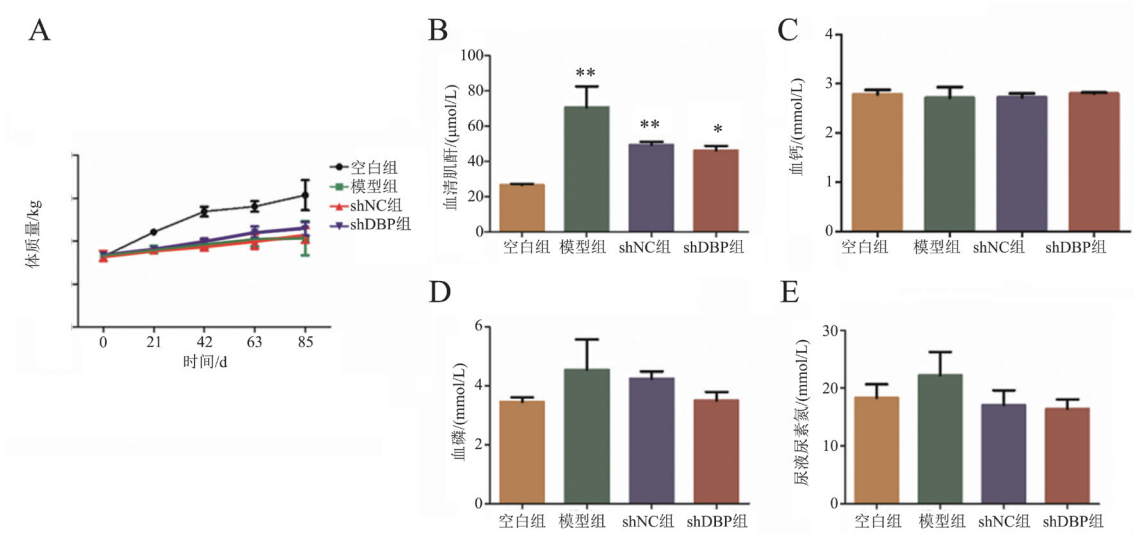 A
体质量/kg
空白组
模型组
shNC组
shDBP组
0 21 42 63 85
时间/d
B
血清肌酐/(μmol/L)
100
80
60
40
20
0
**
**
*
空白组 模型组 shNC组 shDBP组
C
血钙/(mmol/L)
4
3
2
1
0
空白组 模型组 shNC组 shDBP组
D
血磷/(mmol/L)
6
4
2
0
空白组 模型组 shNC组 shDBP组
E
尿液尿素氮/(mmol/L)
30
20
10
0
空白组 模型组 shNC组 shDBP组